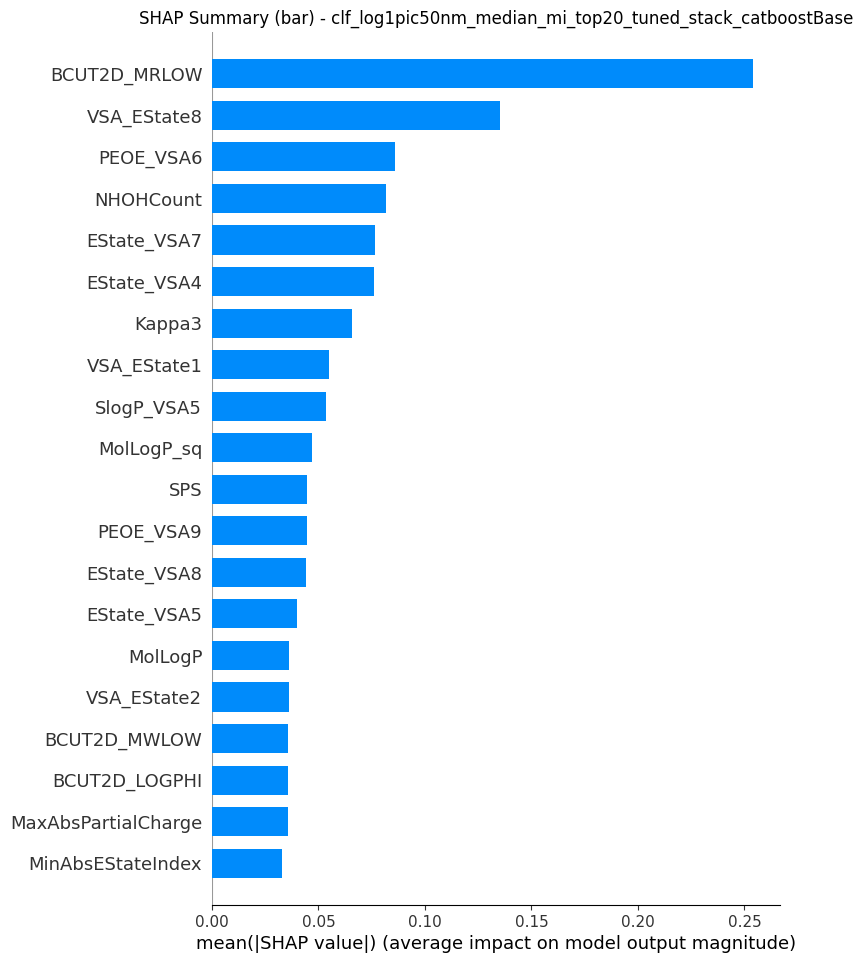 SHAP Summary (bar) - clf_log1pic50nm_median_mi_top20_tuned_stack_catboostBase
BCUT2D_MRLOW
VSA_EState8
PEOE_VSA6
NHOHCount
EState_VSA7
EState_VSA4
Kappa3
VSA_EState1
SlogP_VSA5
MolLogP_sq
SPS
PEOE_VSA9
EState_VSA8
EState_VSA5
MolLogP
VSA_EState2
BCUT2D_MWLOW
BCUT2D_LOGPHI
MaxAbsPartialCharge
MinAbsEStateIndex
0.00 0.05 0.10 0.15 0.20 0.25
mean(|SHAP value|) (average impact on model output magnitude)